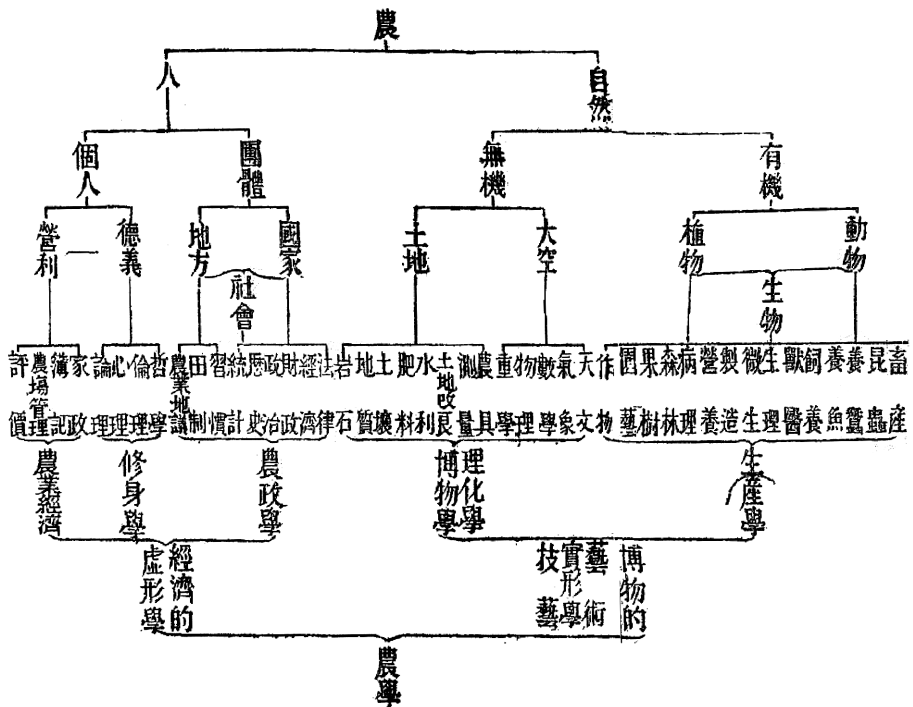 農
自然
人
有機
無機
團體
個人
動物
植物
大空
土地
國家
地方
德義
營利
生物
社會
畜産
昆蟲
養蠶
養魚
飼養
獸醫
生理
微生
製造
營養
病理
森林
果樹
園藝
作物
天文
氣象
數學
物理
重學
農具
測量
土地改良
水利
肥料
土壤
地質
岩石
法律
經濟
財政
政治
歷史
統計
習慣
田制
農業地議
哲學
倫理
心理
論理
家政
簿記
農場管理
評價
生産學
理化學
博物學
農政學
修身學
農業經濟
博物的
藝術
實形學
技藝
經濟的
虛形學
農學